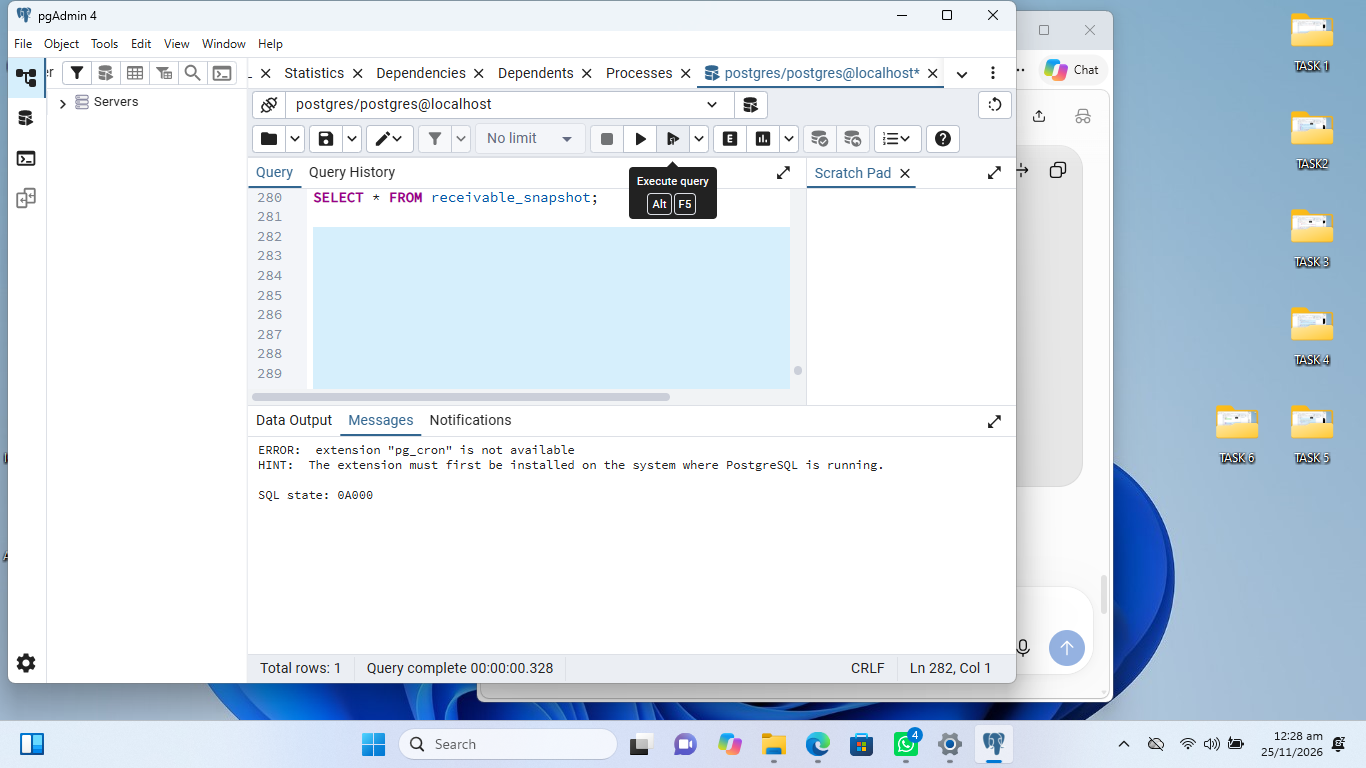 pgAdmin 4
File Object Tools Edit View Window Help
Statistics Dependencies Dependents Processes postgres/postgres@localhost*
Chat
Servers
postgres/postgres@localhost
No limit
Query Query History
Execute query
Alt F5
Scratch Pad
280 SELECT * FROM receivable_snapshot;
281
282
283
284
285
286
287
288
289
Data Output Messages Notifications
ERROR:  extension "pg_cron" is not available
HINT:  The extension must first be installed on the system where PostgreSQL is running.
SQL state: 0A000
Total rows: 1 Query complete 00:00:00.328 CRLF Ln 282, Col 1
TASK 1
TASK2
TASK 3
TASK 4
TASK 6 TASK 5
Search
4
12:28 am
25/11/2026